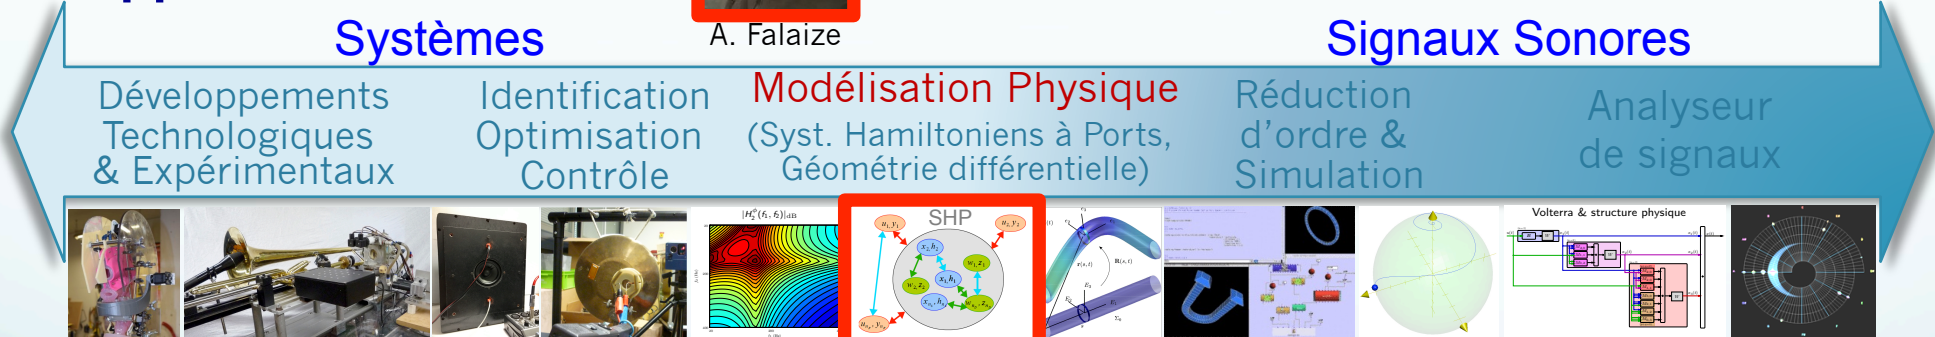 Systèmes
A. Falaize
Signaux Sonores
Développements
Technologiques
& Expérimentaux
Identification
Optimisation
Contrôle
Modélisation Physique
(Syst. Hamiltoniens à Ports,
Géométrie différentielle)
Réduction
d'ordre &
Simulation
Analyseur
de signaux
SHP
Volterra & structure physique